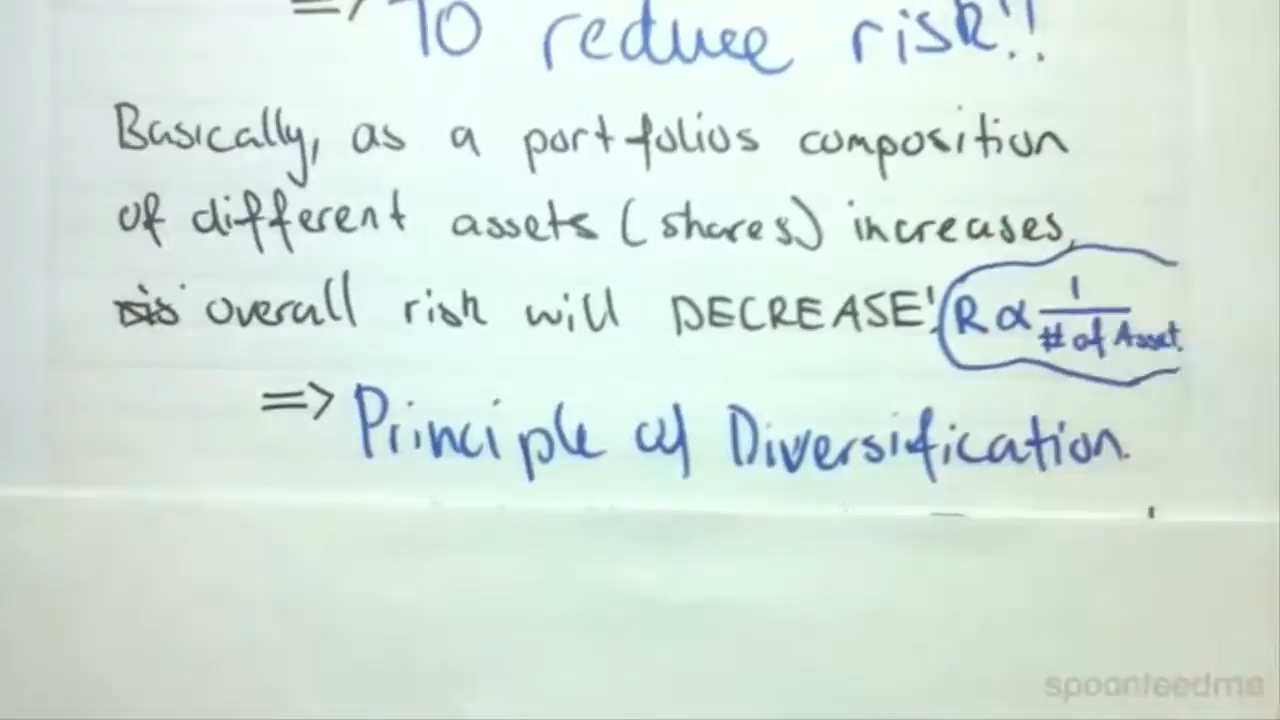 => To reduce risk!!
Basically, as a portfolios composition
of different assets (shares) increases,
overall risk will DECREASE! R ∝ 1/# of Asset.
=> Principle of Diversification.
spoonfeedme